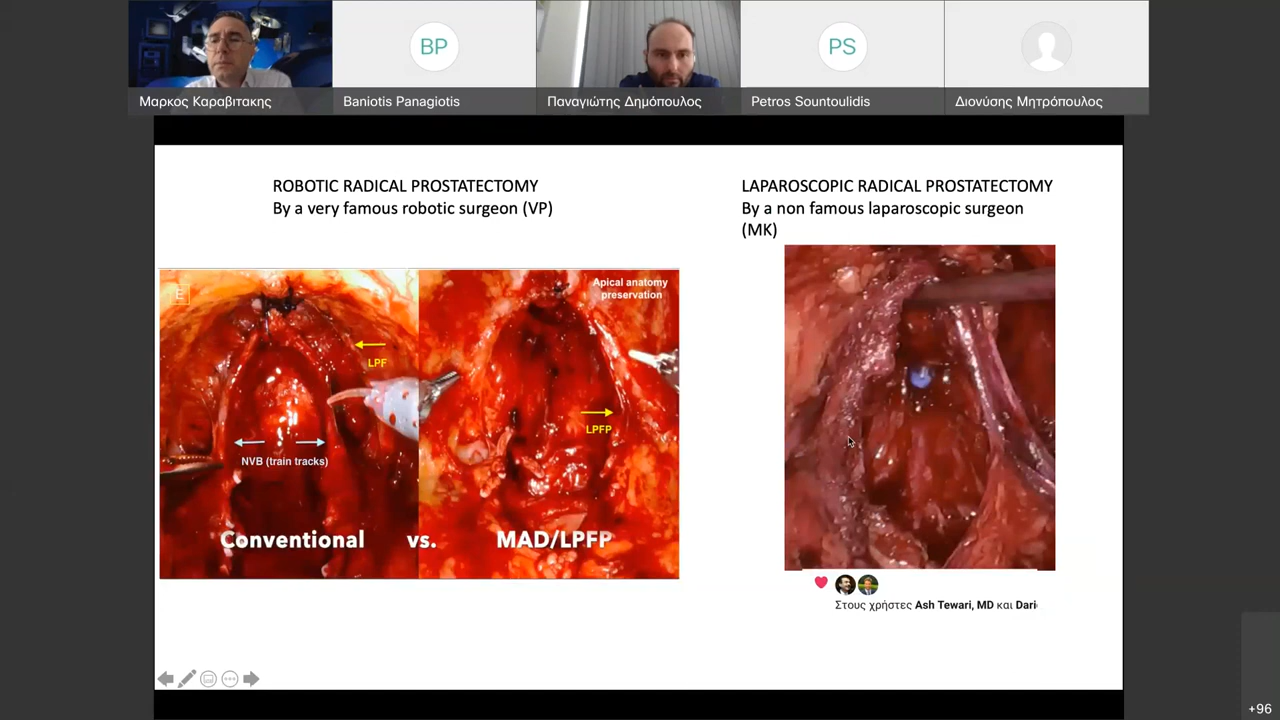 BP
PS
Μαρκος Καραβιτακης
Baniotis Panagiotis
Παναγιώτης Δημόπουλος
Petros Sountoulidis
Διονύσης Μητρόπουλος
ROBOTIC RADICAL PROSTATECTOMY
By a very famous robotic surgeon (VP)
LAPAROSCOPIC RADICAL PROSTATECTOMY
By a non famous laparoscopic surgeon
(MK)
E
LPF
NVB (train tracks)
Conventional
vs.
Apical anatomy
preservation
LPFP
MAD/LPFP
Στους χρήστες Ash Tewari, MD και Dari
+96